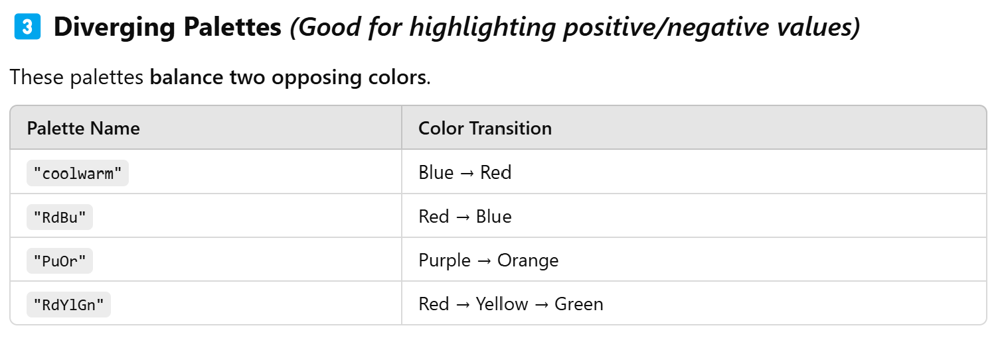 3 Diverging Palettes (Good for highlighting positive/negative values)
These palettes balance two opposing colors.
Palette Name Color Transition
"coolwarm" Blue → Red
"RdBu" Red → Blue
"PuOr" Purple → Orange
"RdYlGn" Red → Yellow → Green